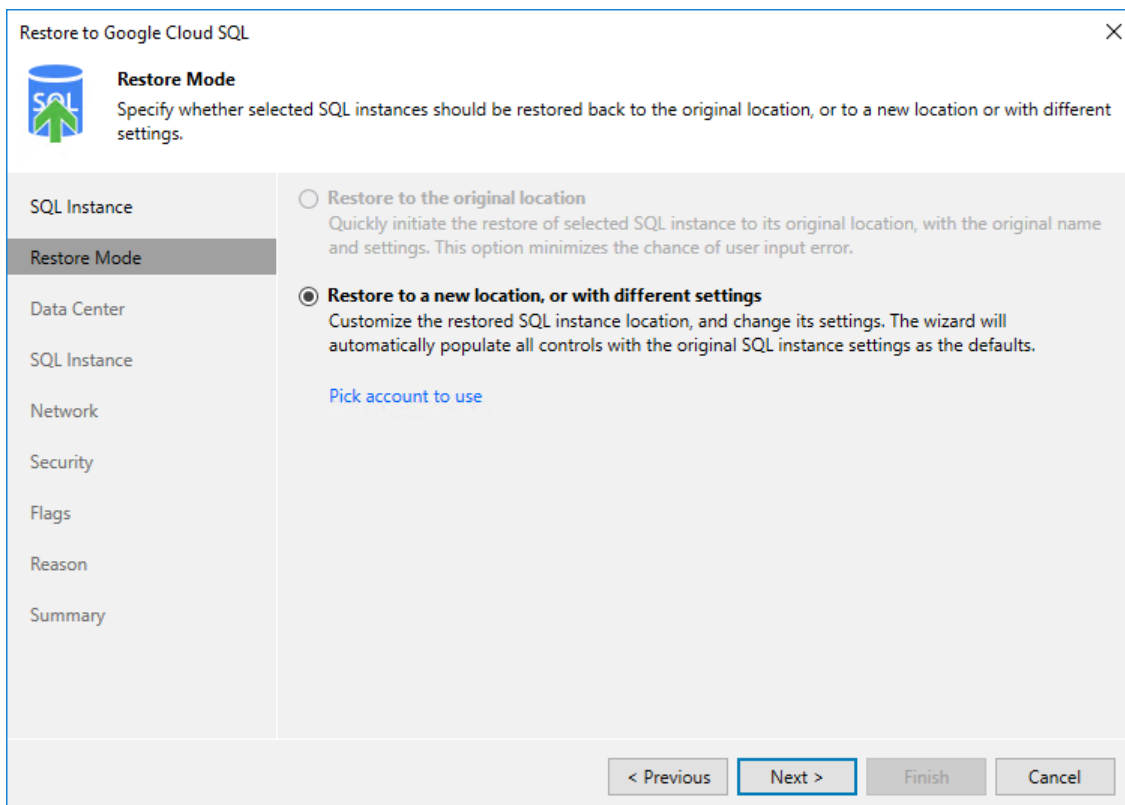 Restore to Google Cloud SQL
SQL
Restore Mode
Specify whether selected SQL instances should be restored back to the original location, or to a new location or with different
settings.
SQL Instance
Restore Mode
Data Center
SQL Instance
Network
Security
Flags
Reason
Summary
Restore to the original location
Quickly initiate the restore of selected SQL instance to its original location, with the original name
and settings. This option minimizes the chance of user input error.
Restore to a new location, or with different settings
Customize the restored SQL instance location, and change its settings. The wizard will
automatically populate all controls with the original SQL instance settings as the defaults.
Pick account to use
< Previous
Next >
Finish
Cancel